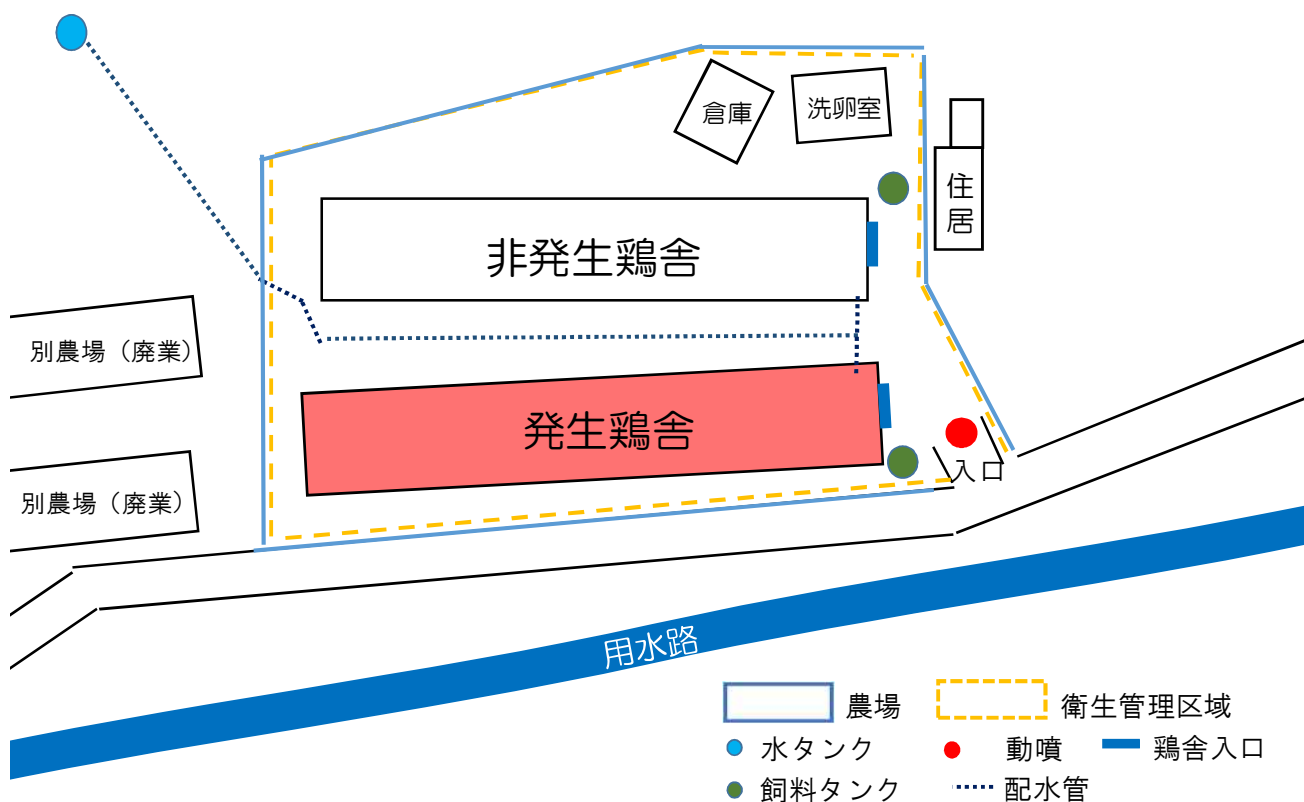 倉庫
洗卵室
住居
非発生鶏舎
別農場（廃業）
発生鶏舎
入口
別農場（廃業）
用水路
農場
衛生管理区域
水タンク
動噴
鶏舎入口
飼料タンク
配水管